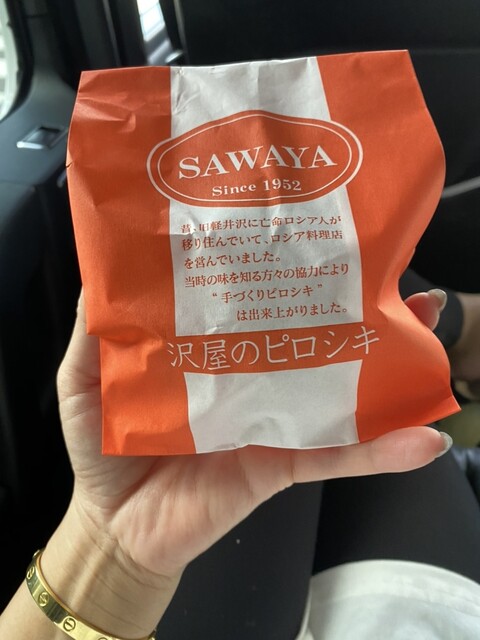 SAWAYA
Since 1952
昔、旧軽井沢に亡命ロシア人が
移り住んでいて、ロシア料理店
を営んでいました。
当時の味を知る方々の協力により
“手づくりピロシキ”
は出来上がりました。
沢屋のピロシキ